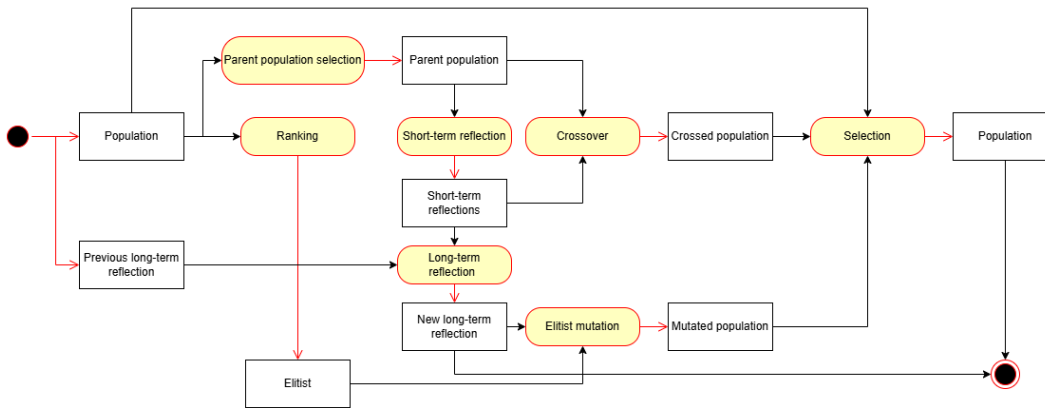 Parent population selection
Parent population
Population
Ranking
Short-term reflection
Crossover
Crossed population
Selection
Population
Short-term
reflections
Previous long-term
reflection
Long-term
reflection
New long-term
reflection
Elitist mutation
Mutated population
Elitist